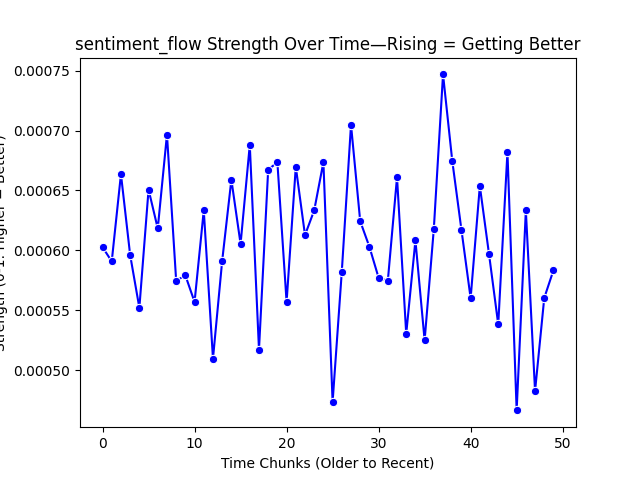 sentiment_flow Strength Over Time—Rising = Getting Better
0.00075
0.00070
0.00065
0.00060
0.00055
0.00050
Strength (0-1: Higher = Better)
0 10 20 30 40 50
Time Chunks (Older to Recent)